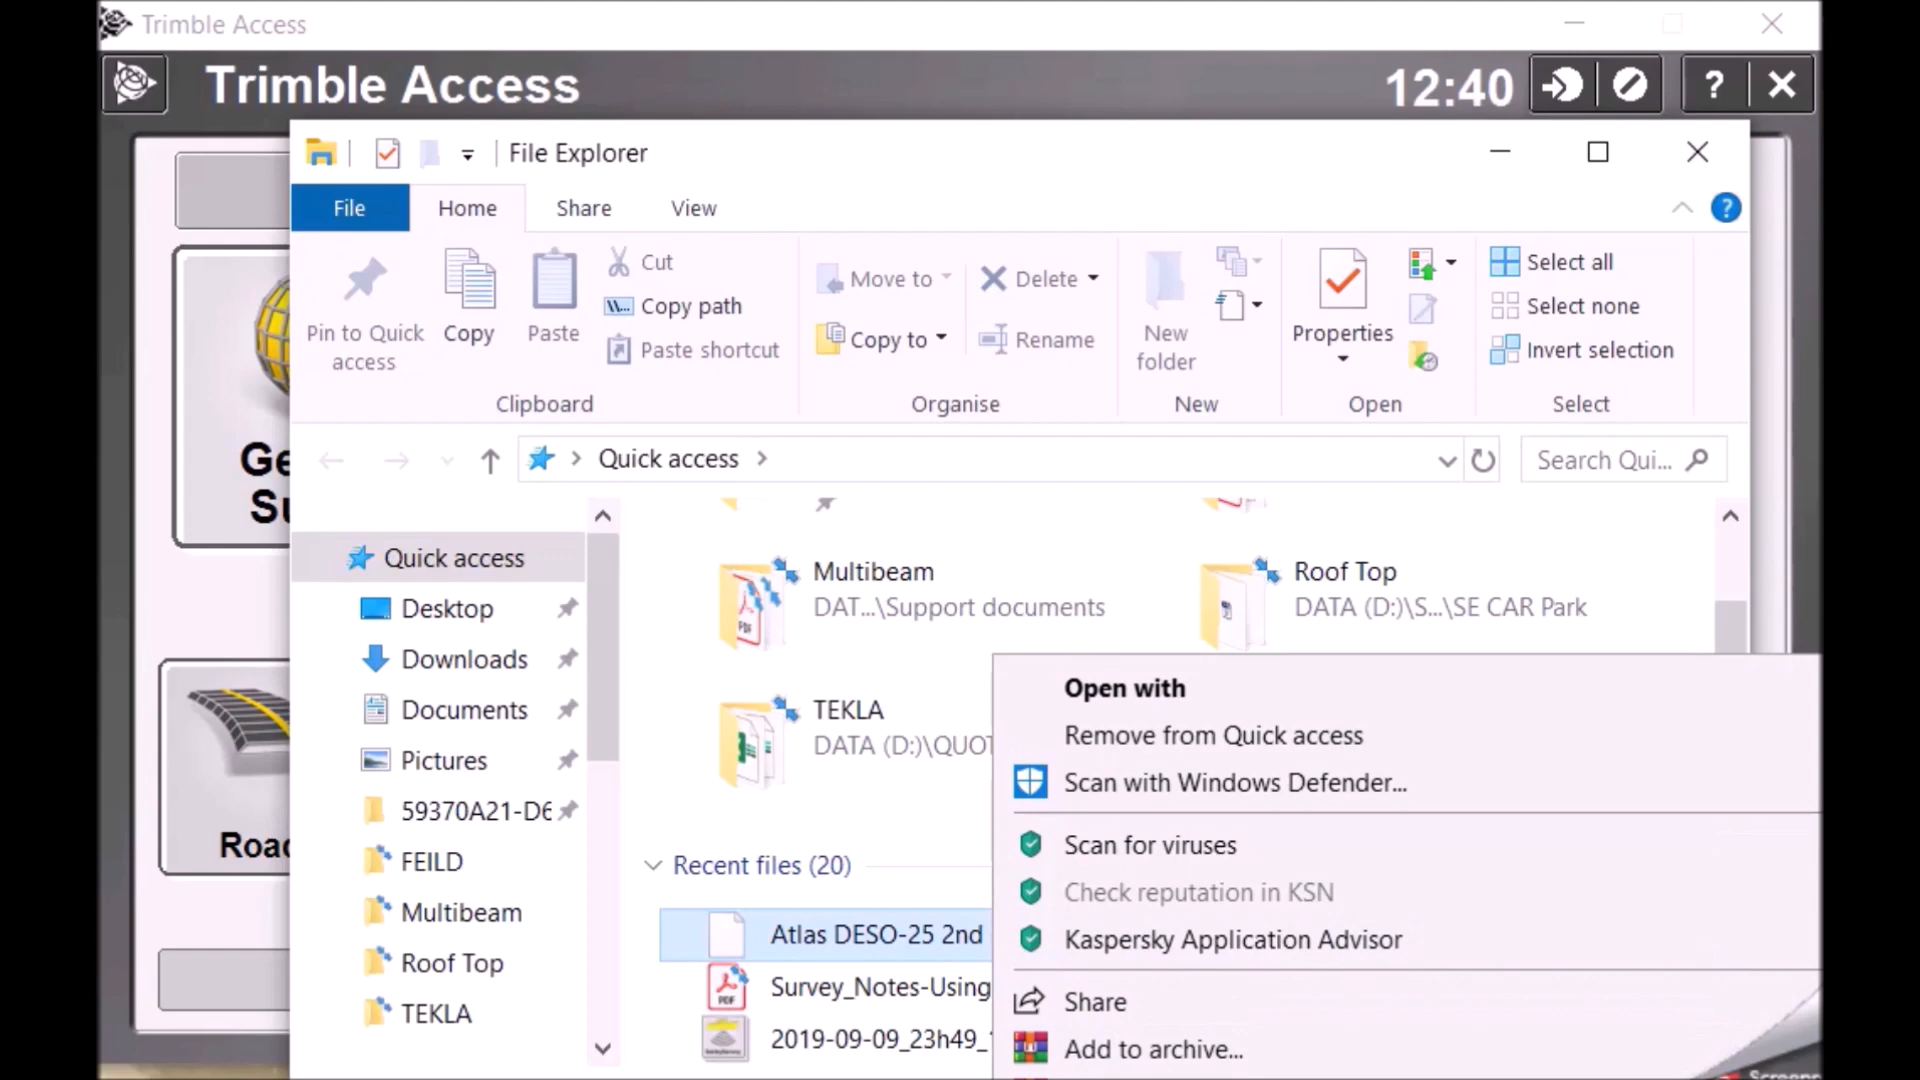 Trimble Access
Trimble Access
12:40
?
File Explorer
File
Home
Share
View
?
Pin to Quick
access
Copy
Paste
Cut
Copy path
Paste shortcut
Move to
Copy to
Delete
Rename
New
folder
Properties
Select all
Select none
Invert selection
Clipboard
Organise
New
Open
Select
Quick access
Search Qui...
Ge
Su
Road
Quick access
Desktop
Downloads
Documents
Pictures
59370A21-D6
FEILD
Multibeam
Roof Top
TEKLA
Multibeam
DAT...\Support documents
Roof Top
DATA (D:)\S...\SE CAR Park
TEKLA
DATA (D:)\QUOT
Recent files (20)
Atlas DESO-25 2nd
PDF
Survey_Notes-Using
2019-09-09_23h49_
Open with
Remove from Quick access
Scan with Windows Defender...
Scan for viruses
Check reputation in KSN
Kaspersky Application Advisor
Share
Add to archive...